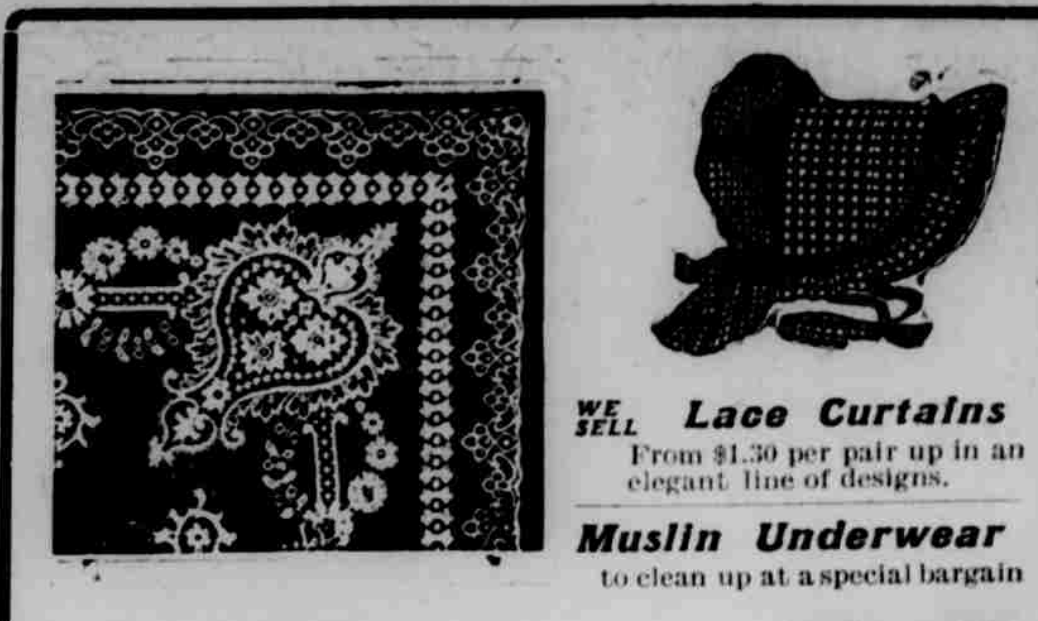 WE SELL Lace Curtains
From $1.30 per pair up in an
elegant line of designs.
Muslin Underwear
to clean up at a special bargain